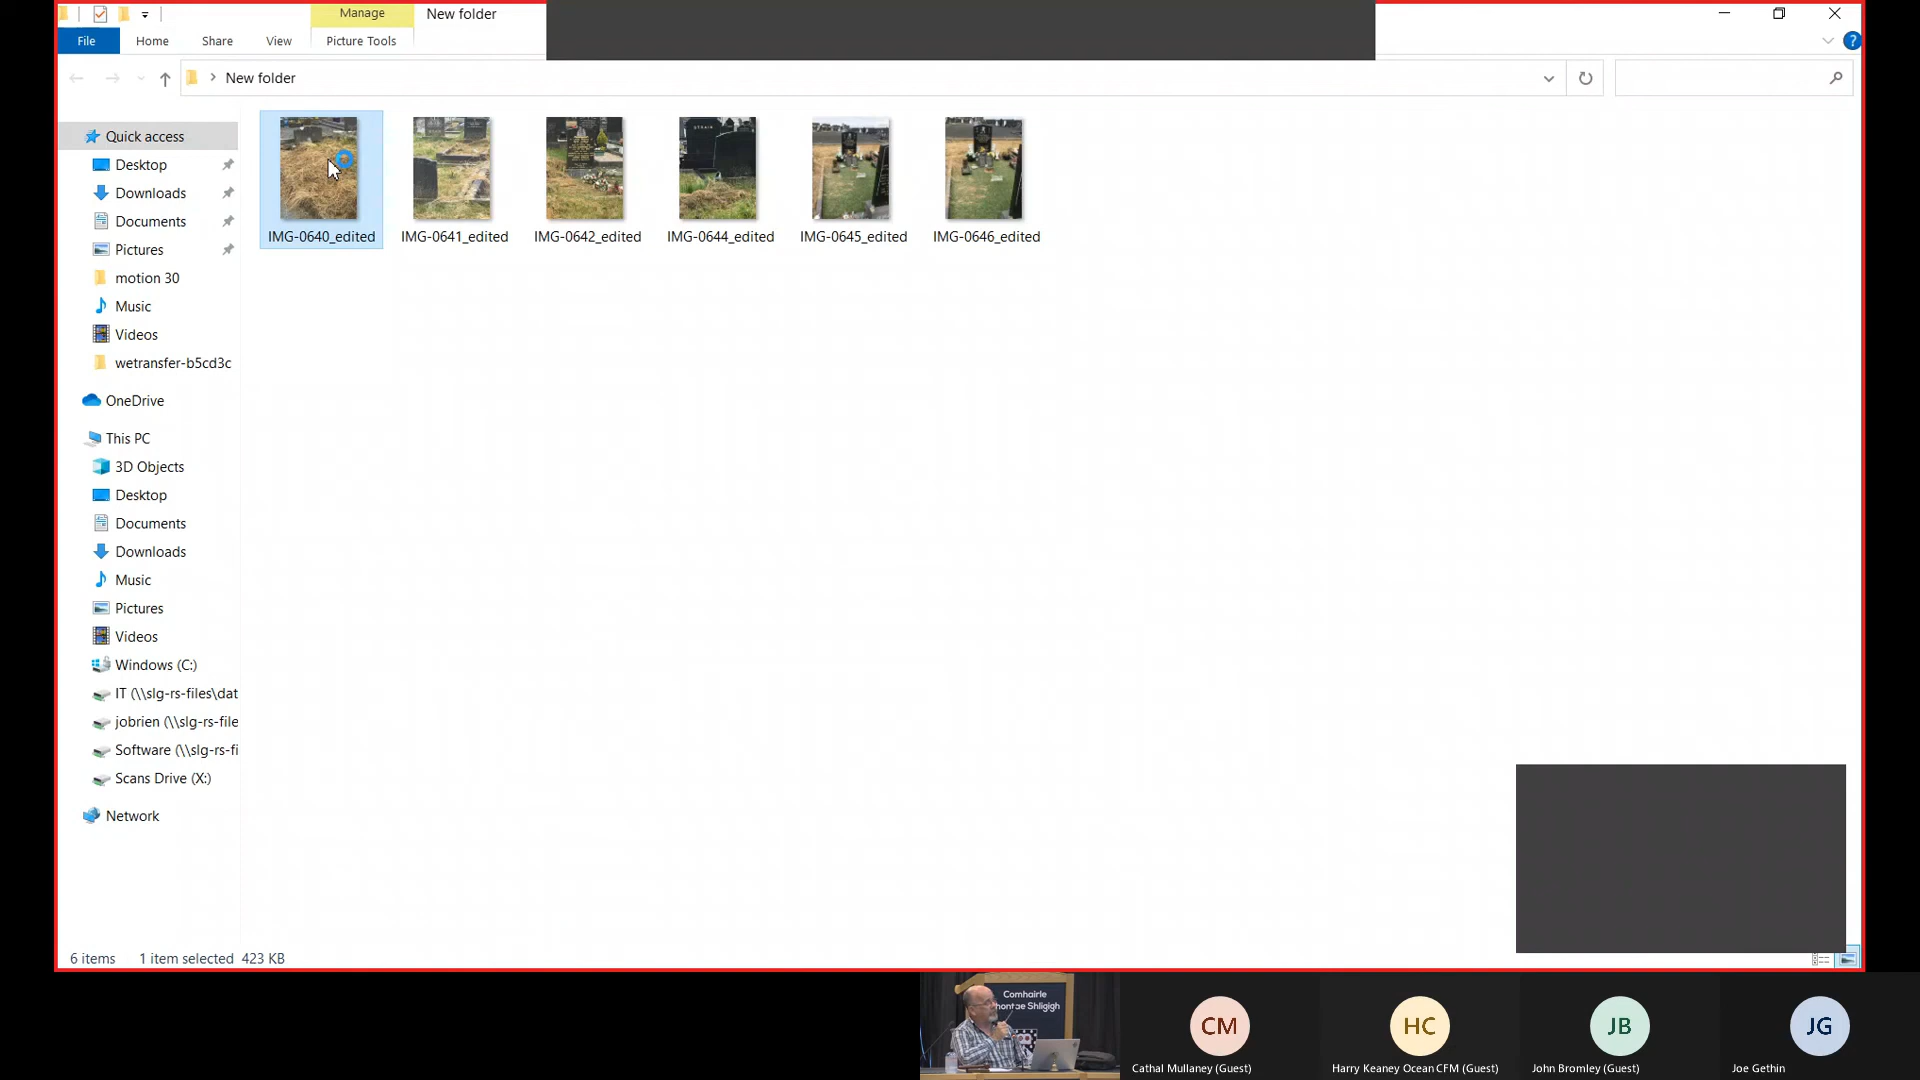 Manage
New folder
File
Home
Share
View
Picture Tools
New folder
Quick access
Desktop
Downloads
Documents
Pictures
motion 30
Music
Videos
wetransfer-b5cd3c
OneDrive
This PC
3D Objects
Desktop
Documents
Downloads
Music
Pictures
Videos
Windows (C:)
IT (\\slg-rs-files\dat
jobrien (\\slg-rs-file
Software (\\slg-rs-fi
Scans Drive (X:)
Network
IMG-0640_edited
IMG-0641_edited
IMG-0642_edited
IMG-0644_edited
IMG-0645_edited
IMG-0646_edited
6 items
1 item selected 423 KB
Comhairle
hontae Shligigh
CM
Cathal Mullaney (Guest)
HC
Harry Keaney Ocean CFM (Guest)
JB
John Bromley (Guest)
JG
Joe Gethin